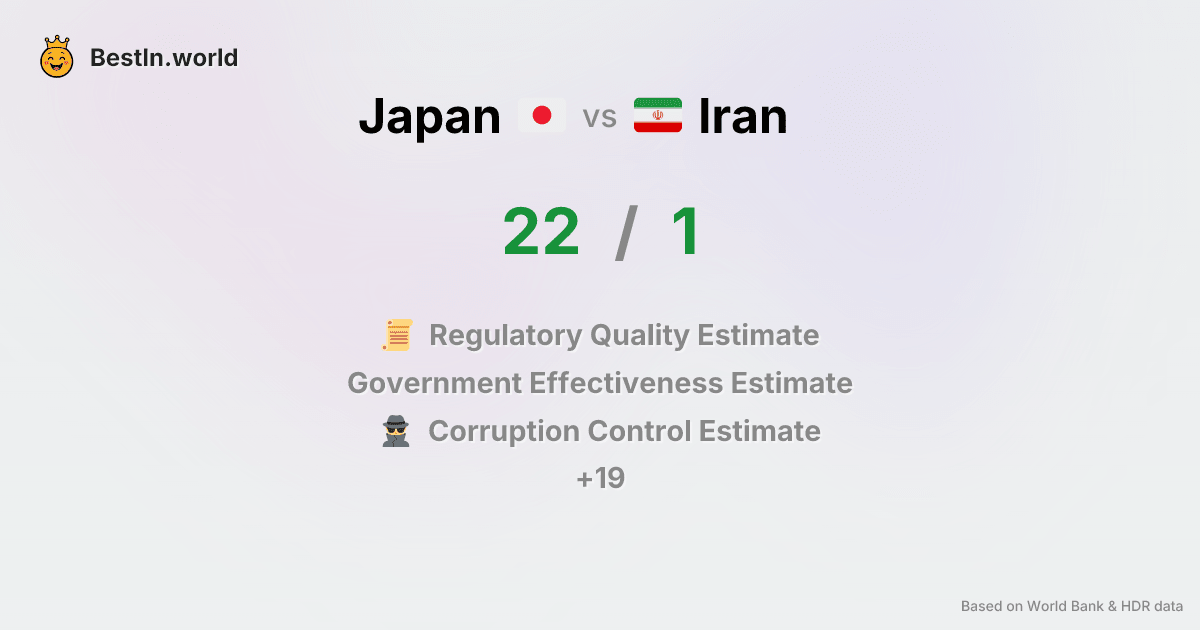 BestIn.world
Japan vs Iran
22 / 1
Regulatory Quality Estimate
Government Effectiveness Estimate
Corruption Control Estimate
+19
Based on World Bank & HDR data